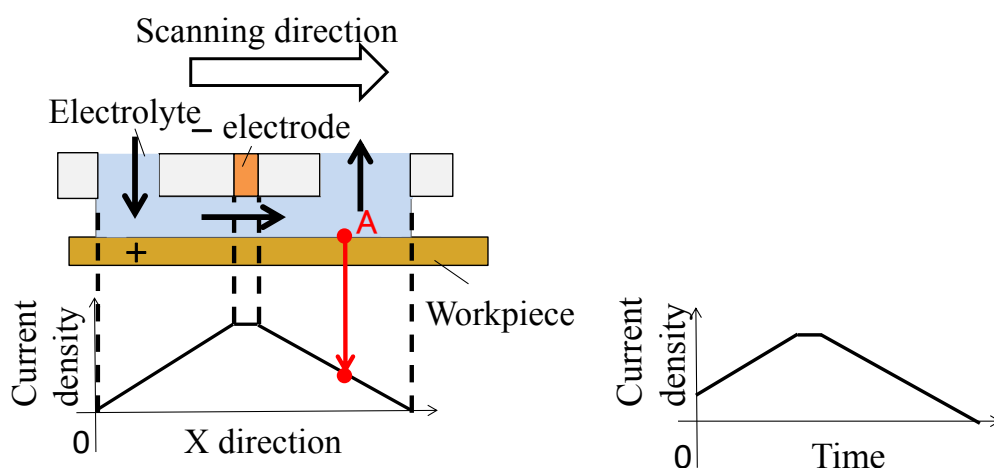 Scanning direction
Electrolyte
− electrode
A
+
Workpiece
Current
density
0
X direction
Current
density
0
Time